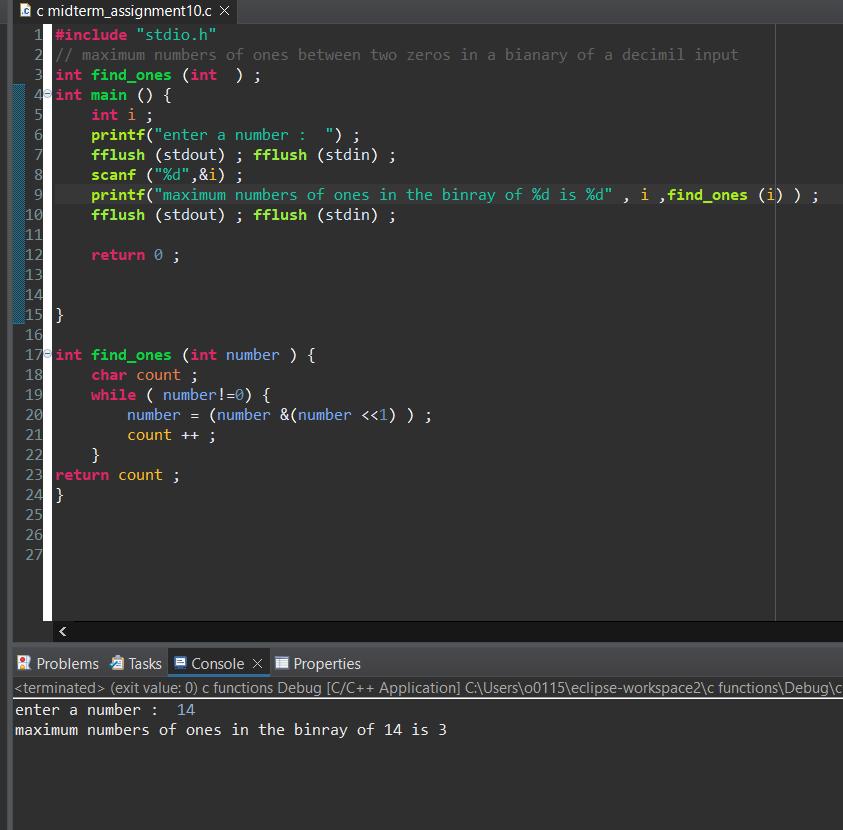 c midterm_assignment10.c
1 #include "stdio.h"
2 // maximum numbers of ones between two zeros in a bianary of a decimil input
3 int find_ones (int  ) ;
4 int main () {
5     int i ;
6     printf("enter a number :  ") ;
7     fflush (stdout) ; fflush (stdin) ;
8     scanf ("%d",&i) ;
9     printf("maximum numbers of ones in the binray of %d is %d" , i ,find_ones (i) ) ;
10     fflush (stdout) ; fflush (stdin) ;
11
12     return 0 ;
13
14
15 }
16
17 int find_ones (int number ) {
18     char count ;
19     while ( number!=0) {
20         number = (number &(number <<1) ) ;
21         count ++ ;
22     }
23 return count ;
24 }
25
26
27
Problems Tasks Console Properties
<terminated> (exit value: 0) c functions Debug [C/C++ Application] C:\Users\o0115\eclipse-workspace2\c functions\Debug\c
enter a number :  14
maximum numbers of ones in the binray of 14 is 3